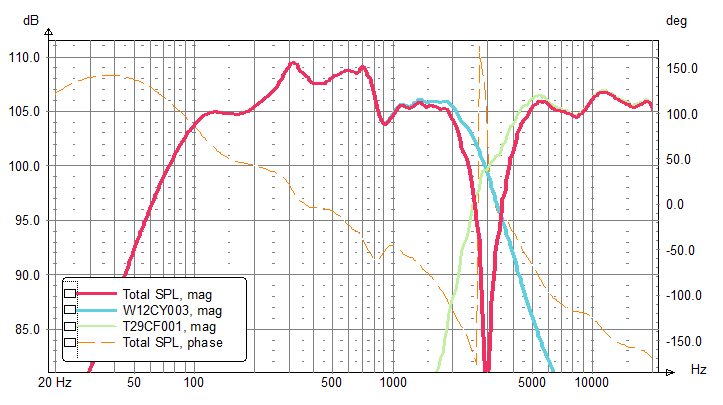 dB
deg
110.0
105.0
100.0
95.0
90.0
85.0
150.0
100.0
50.0
0.0
-50.0
-100.0
-150.0
Total SPL, mag
W12CY003, mag
T29CF001, mag
Total SPL, phase
20 Hz
50
100
500
1000
5000
10000
Hz